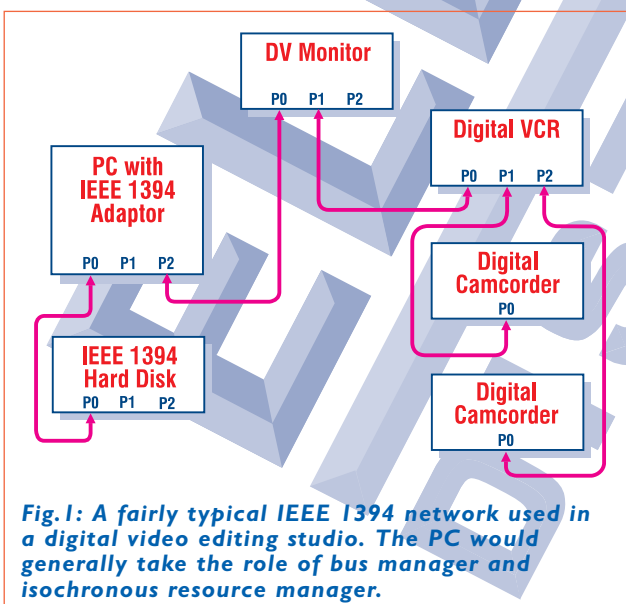 DV Monitor
P0 P1 P2
Digital VCR
P0 P1 P2
PC with
IEEE 1394
Adaptor
P0 P1 P2
Digital
Camcorder
P0
IEEE 1394
Hard Disk
P0 P1 P2
Digital
Camcorder
P0
Fig.1: A fairly typical IEEE 1394 network used in
a digital video editing studio. The PC would
generally take the role of bus manager and
isochronous resource manager.